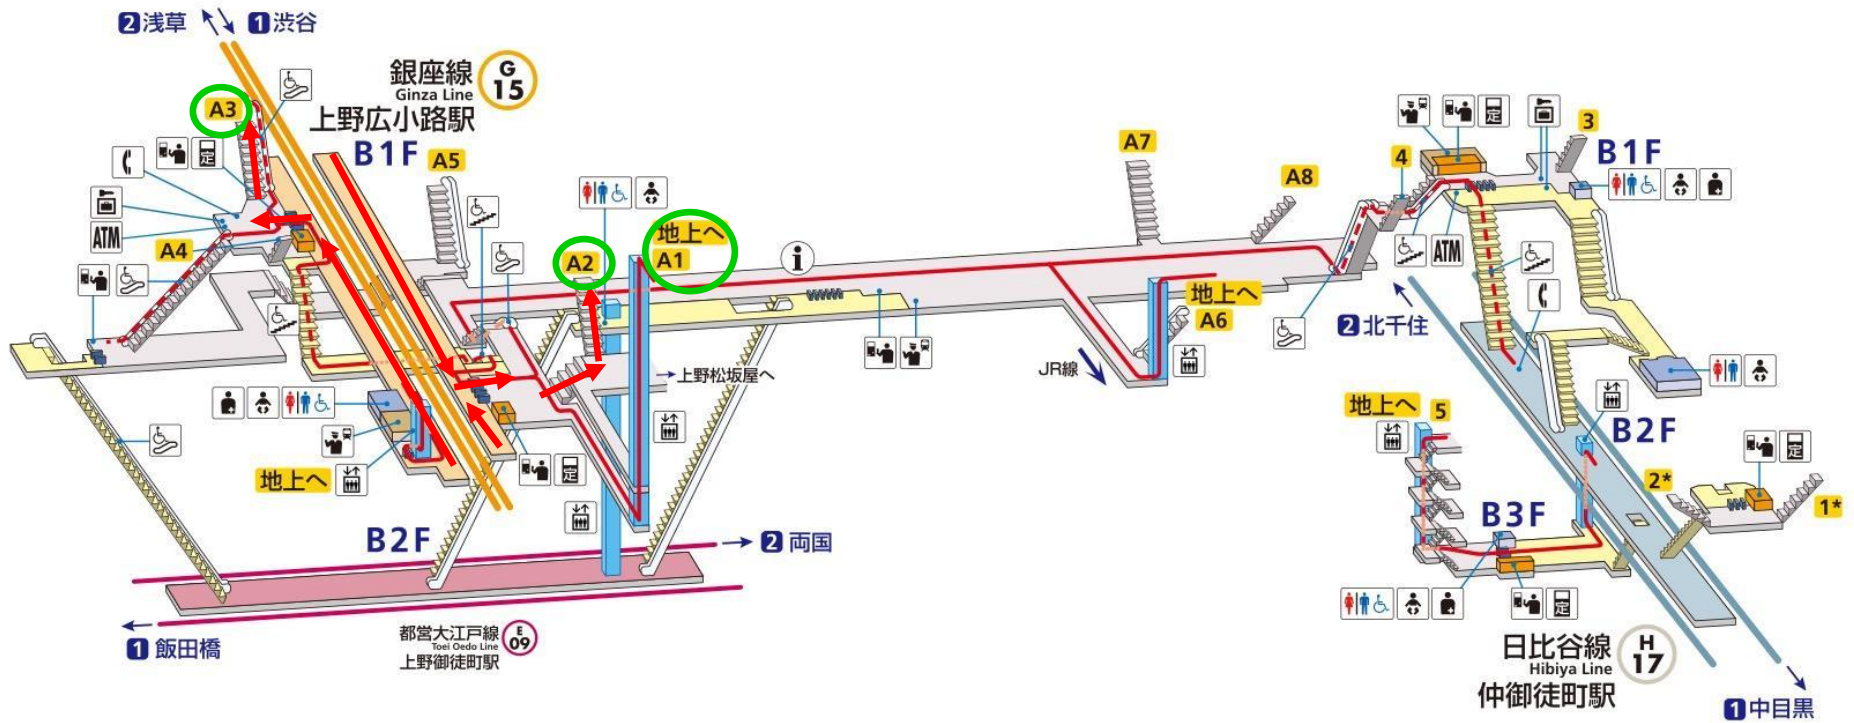 2 浅草
1 渋谷
銀座線
Ginza Line
G
15
上野広小路駅
B1F
A3
定
A5
ATM
A4
地上へ
A1
A2
i
A7
A8
4
3
B1F
ATM
地上へ
A6
2 北千住
JR線
→上野松坂屋へ
地上へ
定
B2F
2 両国
1 飯田橋
都営大江戸線
Toei Oedo Line
上野御徒町駅
E
09
定
地上へ 5
B2F
定
2*
1*
B3F
定
日比谷線
Hibiya Line
仲御徒町駅
H
17
1 中目黒